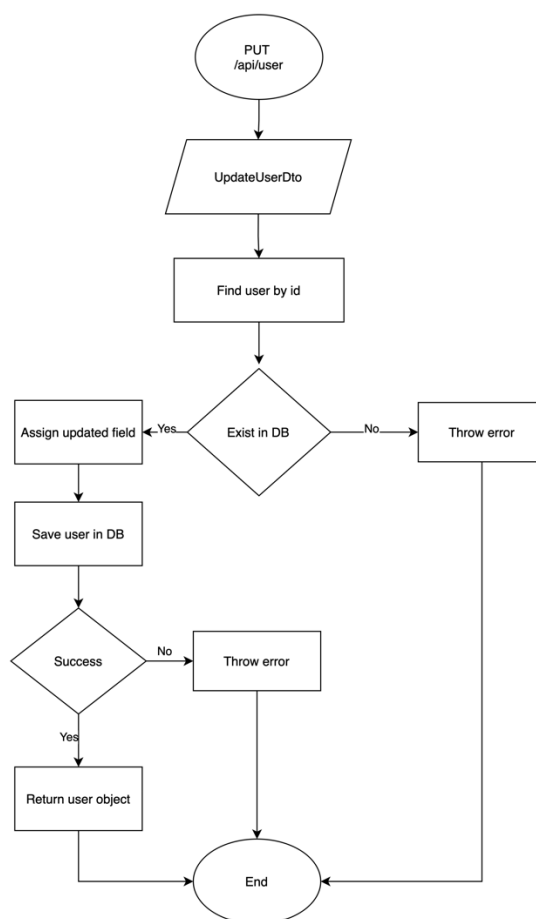 PUT
/api/user
UpdateUserDto
Find user by id
Exist in DB
Yes
No
Assign updated field
Throw error
Save user in DB
Success
No
Throw error
Yes
Return user object
End